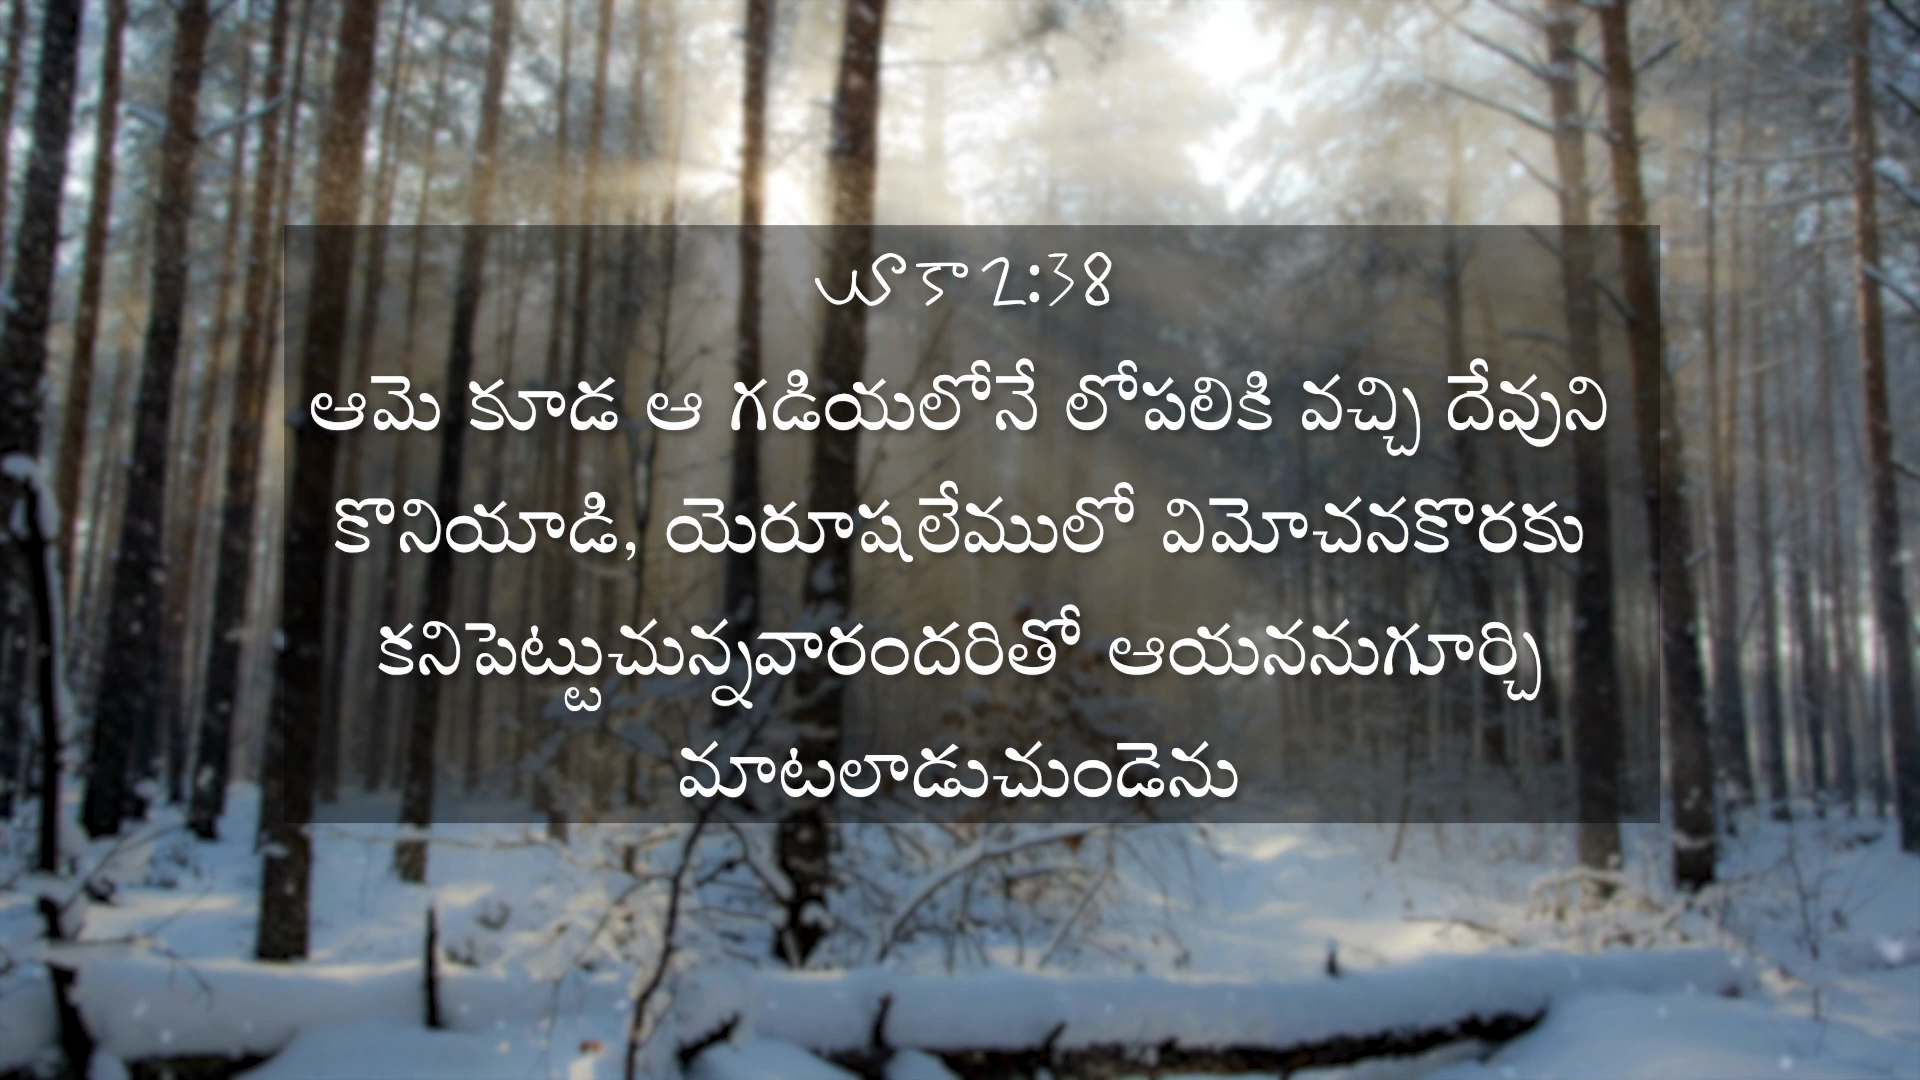 లూకా 2:38
ఆమె కూడ ఆ గడియలోనే లోపలికి వచ్చి దేవుని
కొనియాడి, యెరూషలేములో విమోచనకొరకు
కనిపెట్టుచున్నవారందరితో ఆయననుగూర్చి
మాటలాడుచుండెను